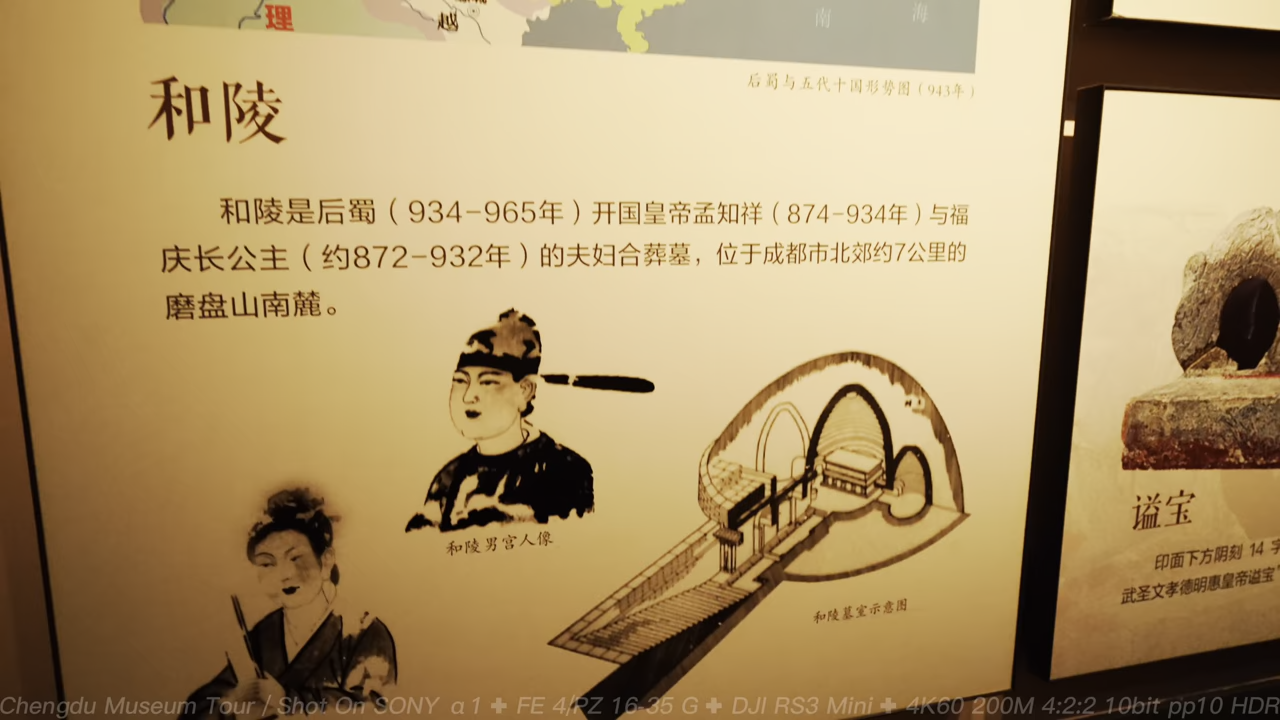 理
越
南 海
后蜀与五代十国形势图（943年）
和陵
和陵是后蜀（934-965年）开国皇帝孟知祥（874-934年）与福
庆长公主（约872-932年）的夫妇合葬墓，位于成都市北郊约7公里的
磨盘山南麓。
和陵男宫人像
和陵墓室示意图
谥宝
印面下方阴刻 14 字
武圣文孝德明惠皇帝谥宝”
Chengdu Museum Tour / Shot On SONY α1 ✚ FE 4/PZ 16-35 G ✚ DJI RS3 Mini ✚ 4K60 200M 4:2:2 10bit pp10 HDR